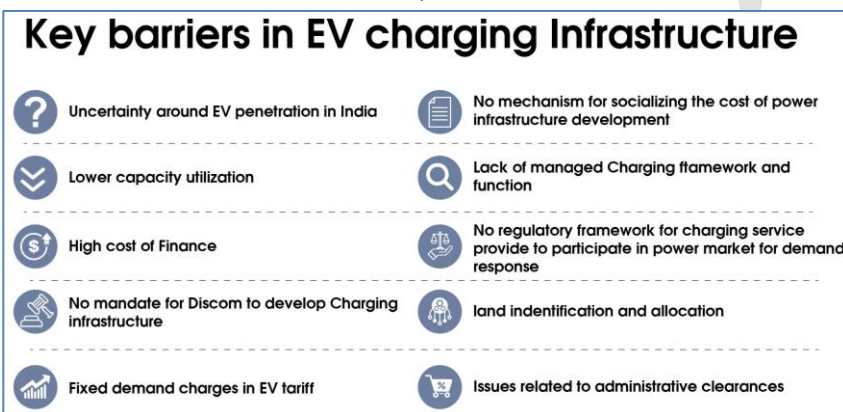 Key barriers in EV charging Infrastructure
Uncertainty around EV penetration in India
Lower capacity utilization
High cost of Finance
No mandate for Discom to develop Charging
infrastructure
Fixed demand charges in EV tariff
No mechanism for socializing the cost of power
infrastructure development
Lack of managed Charging ftamework and
function
No regulatory framework for charging service
provide to participate in power market for demand
response
land indentification and allocation
Issues related to administrative clearances